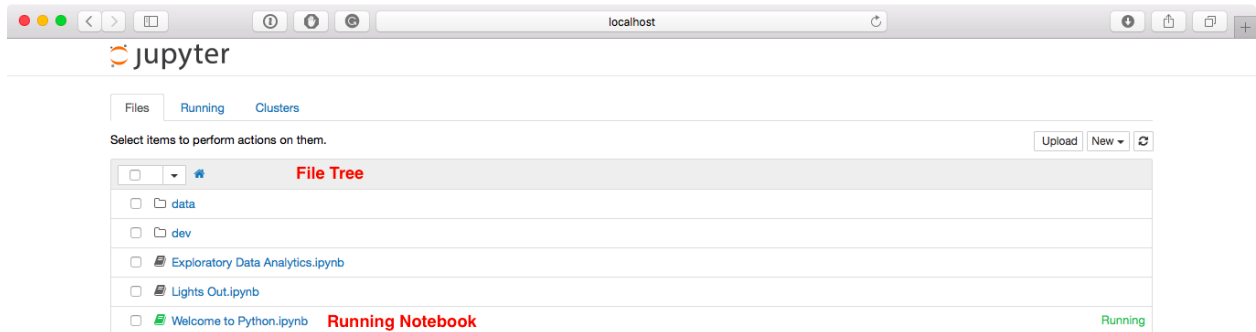 localhost
jupyter
Files Running Clusters
Select items to perform actions on them.
Upload New
File Tree
data
dev
Exploratory Data Analytics.ipynb
Lights Out.ipynb
Welcome to Python.ipynb Running Notebook Running